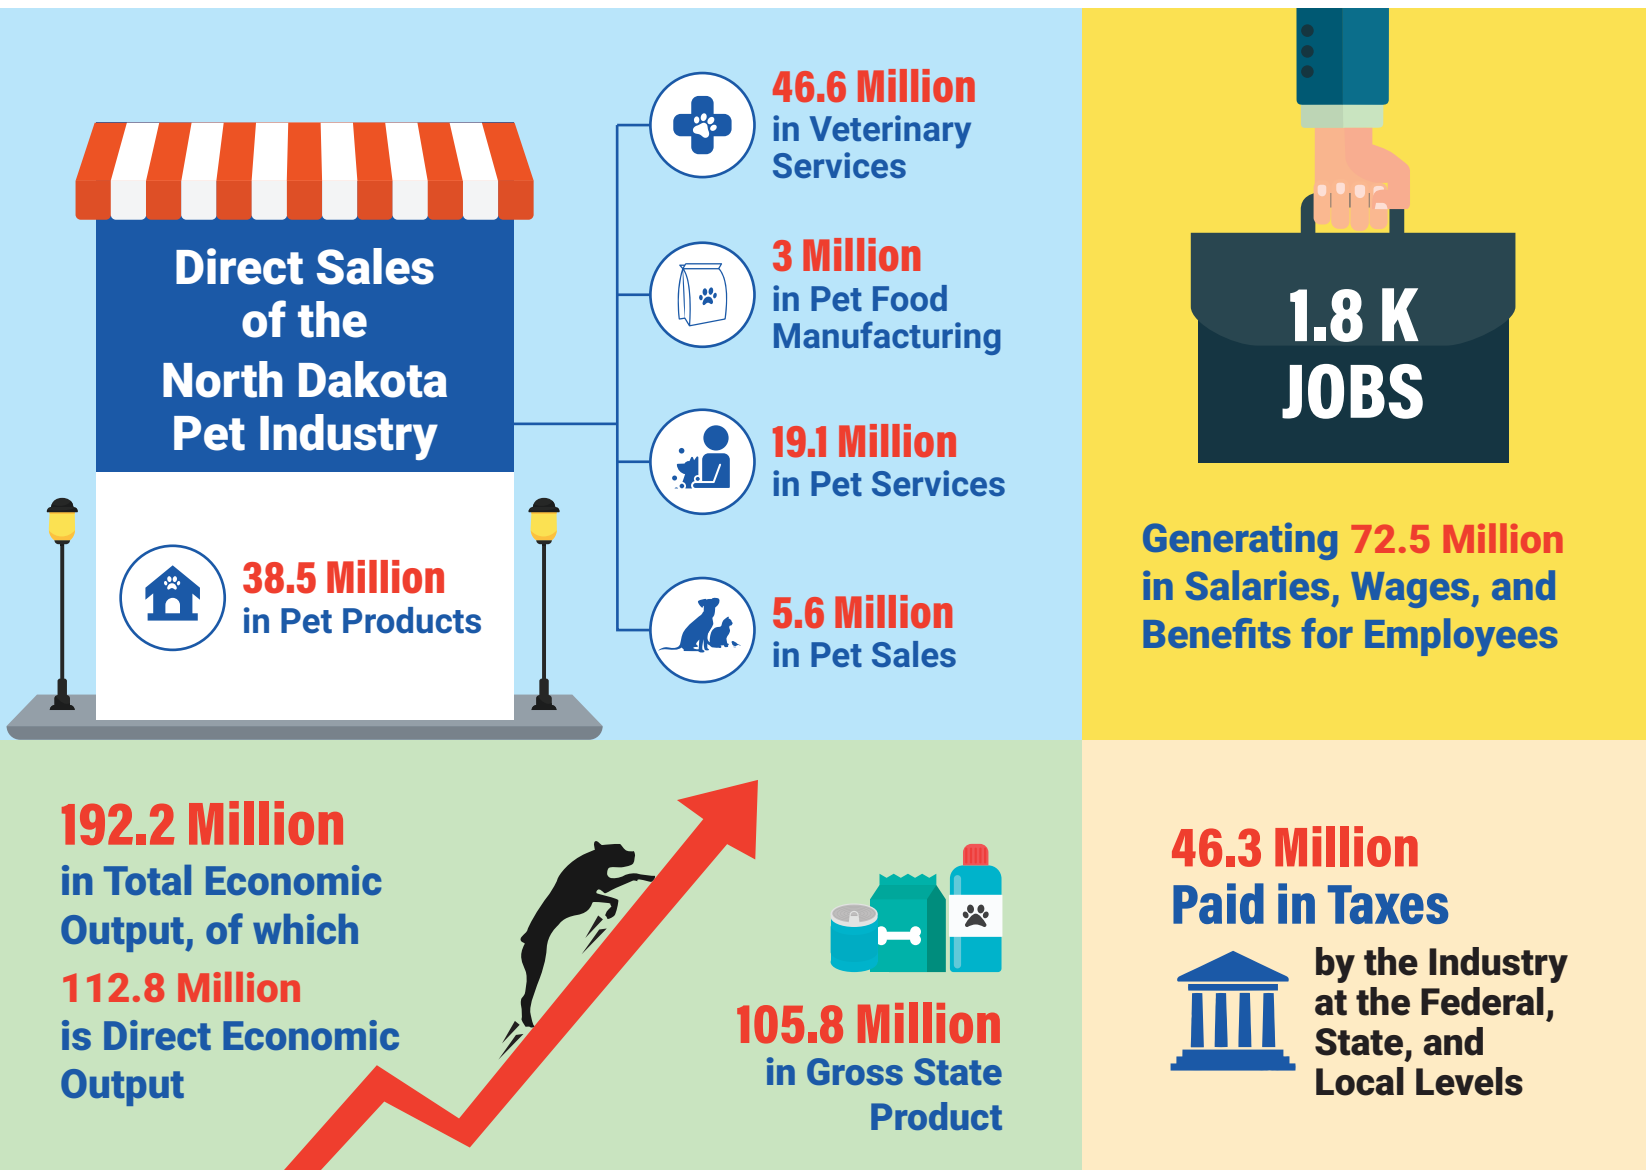 Direct Sales
of the
North Dakota
Pet Industry
38.5 Million
in Pet Products
46.6 Million
in Veterinary
Services
3 Million
in Pet Food
Manufacturing
19.1 Million
in Pet Services
5.6 Million
in Pet Sales
1.8 K
JOBS
Generating 72.5 Million
in Salaries, Wages, and
Benefits for Employees
192.2 Million
in Total Economic
Output, of which
112.8 Million
is Direct Economic
Output
105.8 Million
in Gross State
Product
46.3 Million
Paid in Taxes
by the Industry
at the Federal,
State, and
Local Levels